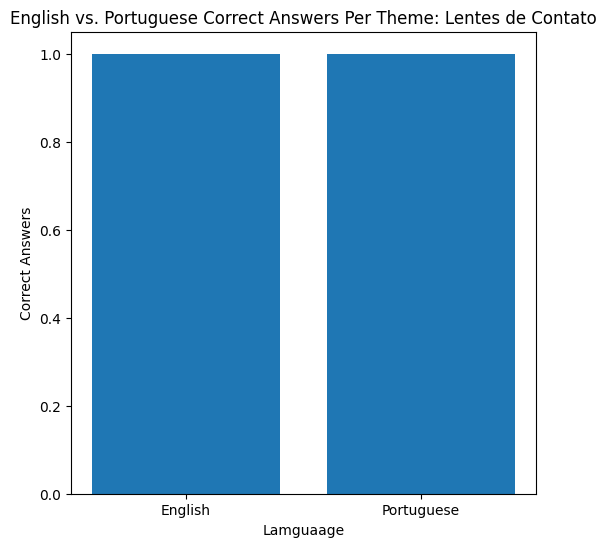 English vs. Portuguese Correct Answers Per Theme: Lentes de Contato
1.0
0.8
0.6
0.4
0.2
0.0
Correct Answers
English
Portuguese
Lamguaage